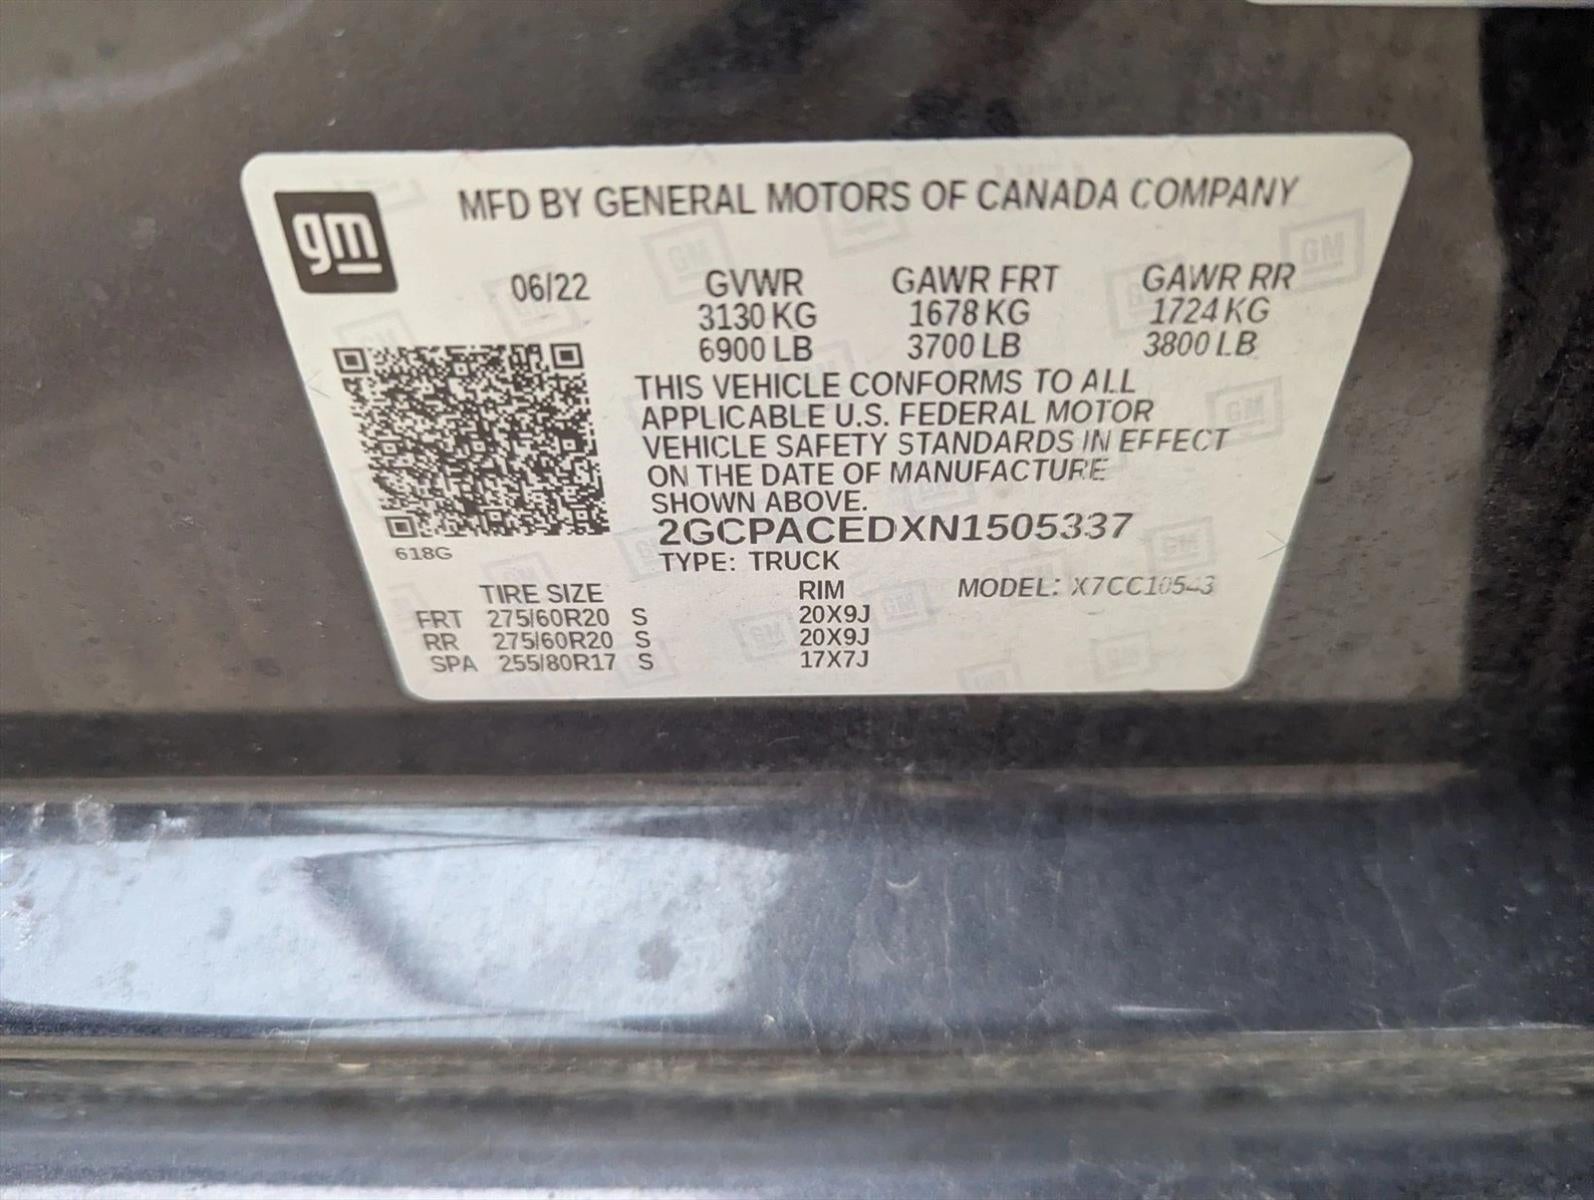 gm
MFD BY GENERAL MOTORS OF CANADA COMPANY
06/22 GVWR GAWR FRT GAWR RR
3130 KG 1678 KG 1724 KG
6900 LB 3700 LB 3800 LB
THIS VEHICLE CONFORMS TO ALL
APPLICABLE U.S. FEDERAL MOTOR
VEHICLE SAFETY STANDARDS IN EFFECT
ON THE DATE OF MANUFACTURE
SHOWN ABOVE.
2GCPACEDXN1505337
618G
TYPE: TRUCK
TIRE SIZE RIM MODEL: X7CC10543
FRT 275/60R20 S 20X9J
RR 275/60R20 S 20X9J
SPA 255/80R17 S 17X7J